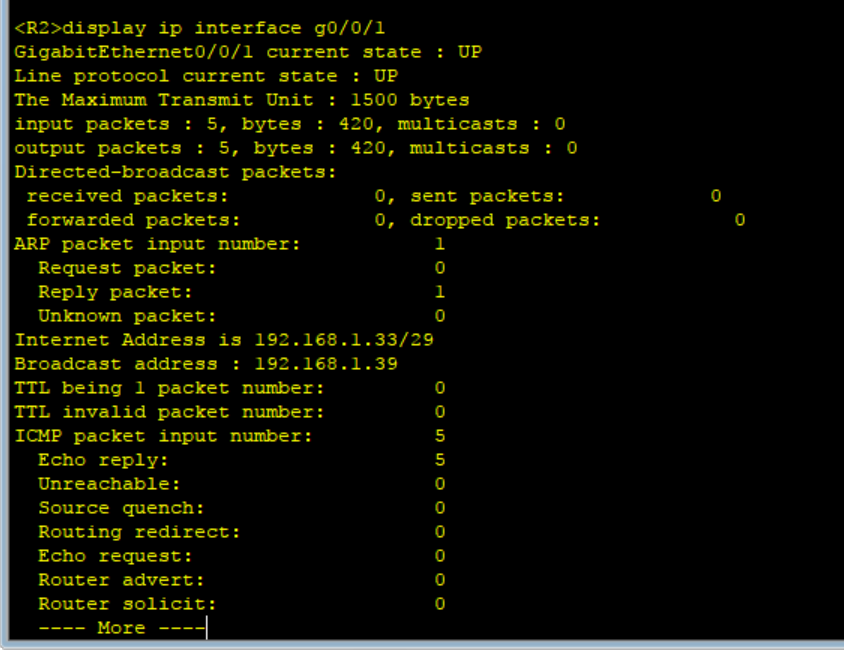 <R2>display ip interface g0/0/1
GigabitEthernet0/0/1 current state : UP
Line protocol current state : UP
The Maximum Transmit Unit : 1500 bytes
input packets : 5, bytes : 420, multicasts : 0
output packets : 5, bytes : 420, multicasts : 0
Directed-broadcast packets:
 received packets:            0, sent packets:            0
 forwarded packets:           0, dropped packets:           0
ARP packet input number:           1
  Request packet:                  0
  Reply packet:                    1
  Unknown packet:                  0
Internet Address is 192.168.1.33/29
Broadcast address : 192.168.1.39
TTL being 1 packet number:         0
TTL invalid packet number:         0
ICMP packet input number:          5
  Echo reply:                      5
  Unreachable:                     0
  Source quench:                   0
  Routing redirect:                0
  Echo request:                    0
  Router advert:                   0
  Router solicit:                  0
  ---- More ----